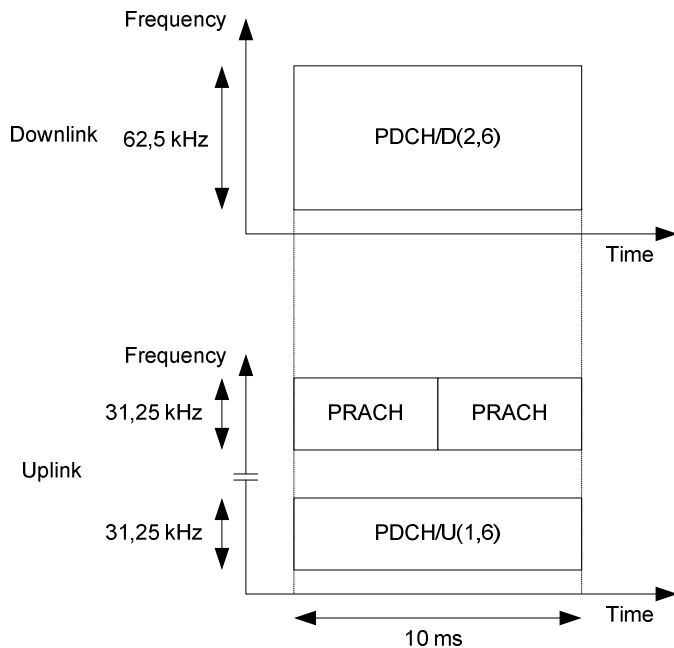 Frequency
Downlink
62,5 kHz
PDCH/D(2,6)
Time
Frequency
31,25 kHz
PRACH
PRACH
Uplink
31,25 kHz
PDCH/U(1,6)
Time
10 ms